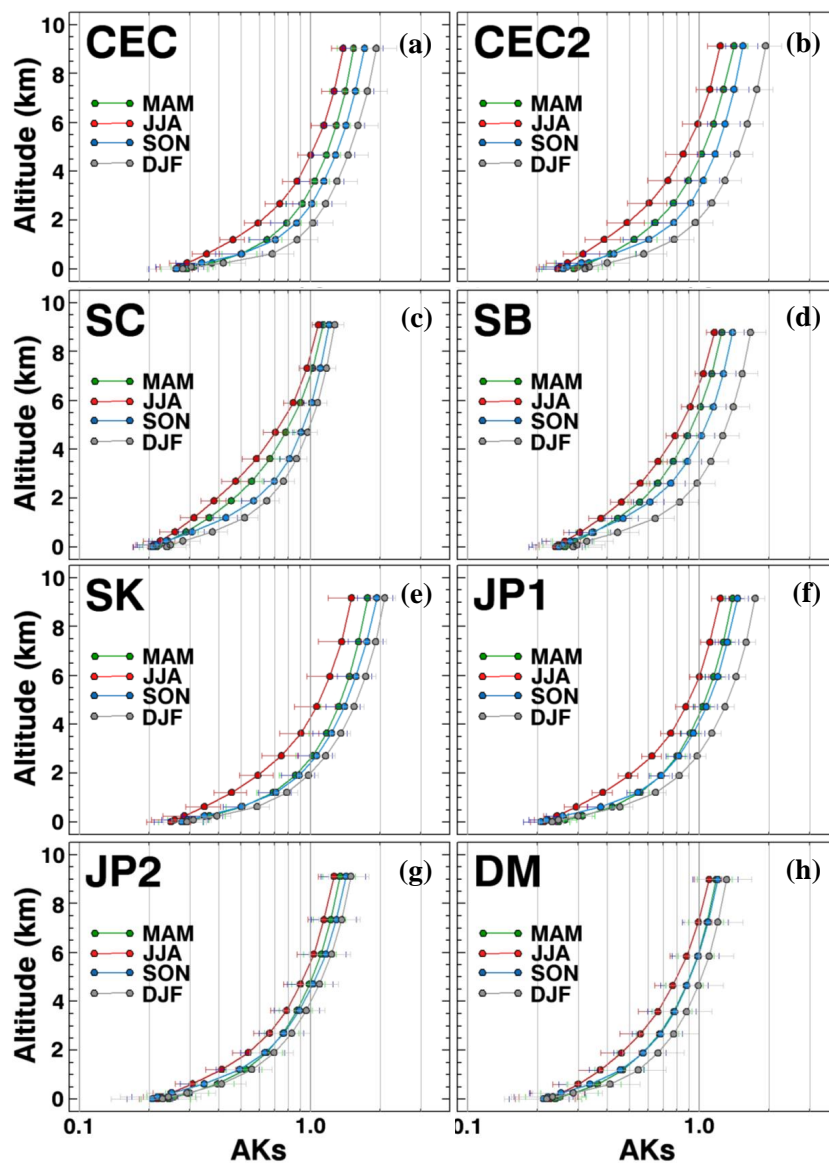 CEC (a)
10
8
6
4
2
0
Altitude (km)
MAM
JJA
SON
DJF
CEC2 (b)
MAM
JJA
SON
DJF
SC (c)
10
8
6
4
2
0
Altitude (km)
MAM
JJA
SON
DJF
SB (d)
MAM
JJA
SON
DJF
SK (e)
10
8
6
4
2
0
Altitude (km)
MAM
JJA
SON
DJF
JP1 (f)
MAM
JJA
SON
DJF
JP2 (g)
10
8
6
4
2
0
Altitude (km)
MAM
JJA
SON
DJF
0.1 1.0
AKs
DM (h)
MAM
JJA
SON
DJF
0.1 1.0
AKs